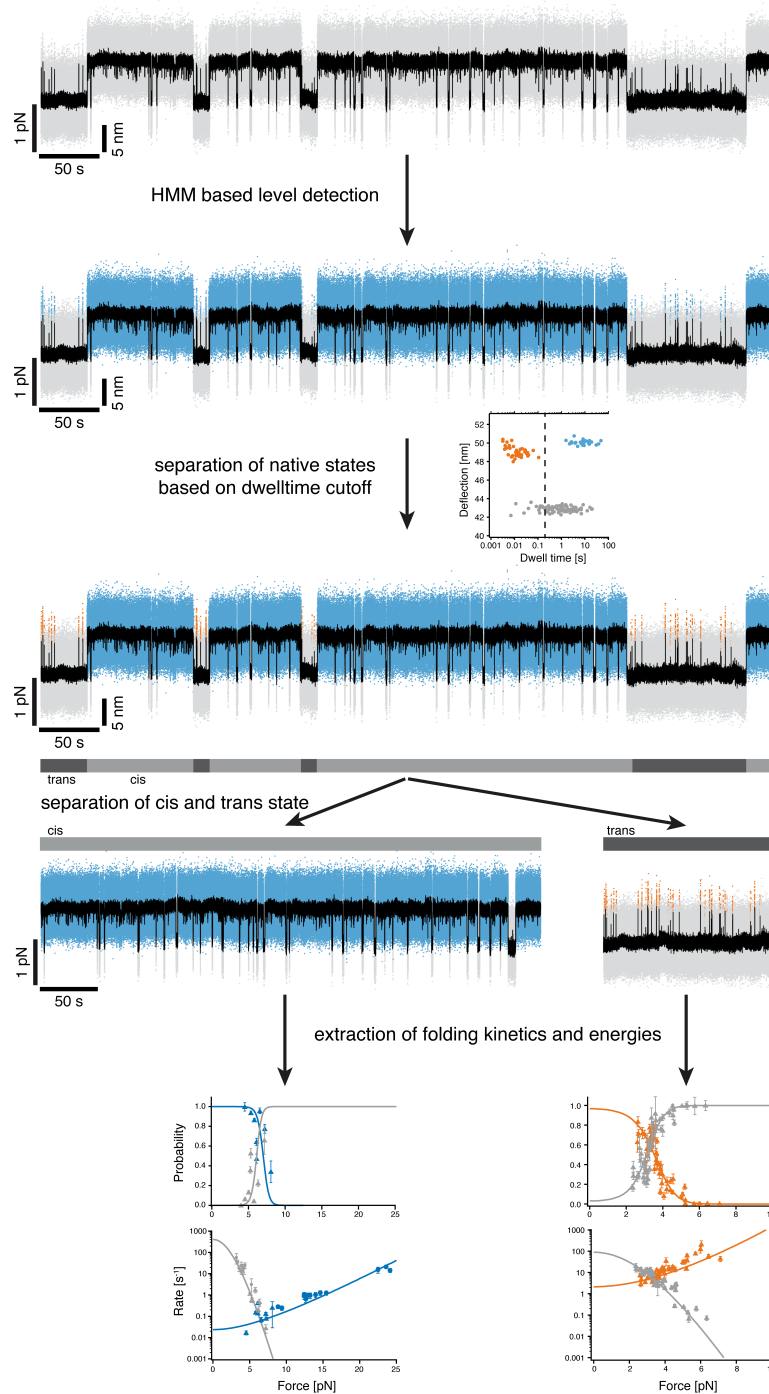 1 pN
5 nm
50 s
HMM based level detection
1 pN
5 nm
50 s
separation of native states
based on dwelltime cutoff
Deflection [nm]
52
50
48
46
44
42
40
0.001 0.01 0.1 1 10 100
Dwell time [s]
1 pN
5 nm
50 s
trans cis
separation of cis and trans state
cis
trans
1 pN
50 s
extraction of folding kinetics and energies
Probability
1.0
0.8
0.6
0.4
0.2
0.0
0 5 10 15 20 25
1.0
0.8
0.6
0.4
0.2
0.0
0 2 4 6 8 10
Rate [s⁻¹]
1000
100
10
1
0.1
0.01
0.001
0 5 10 15 20 25
Force [pN]
1000
100
10
1
0.1
0.01
0.001
0 2 4 6 8 10
Force [pN]